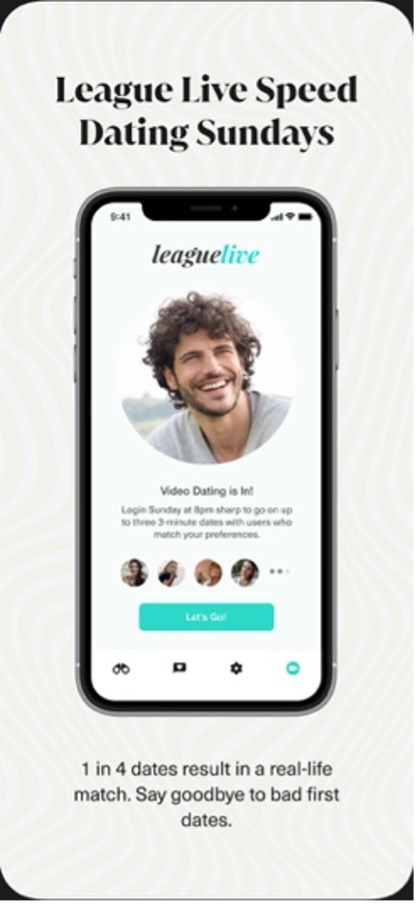 League Live Speed
Dating Sundays
9:41
leaguelive
Video Dating is In!
Login Sunday at 8pm sharp to go on up
to three 3-minute dates with users who
match your preferences.
Let's Go!
1 in 4 dates result in a real-life
match. Say goodbye to bad first
dates.